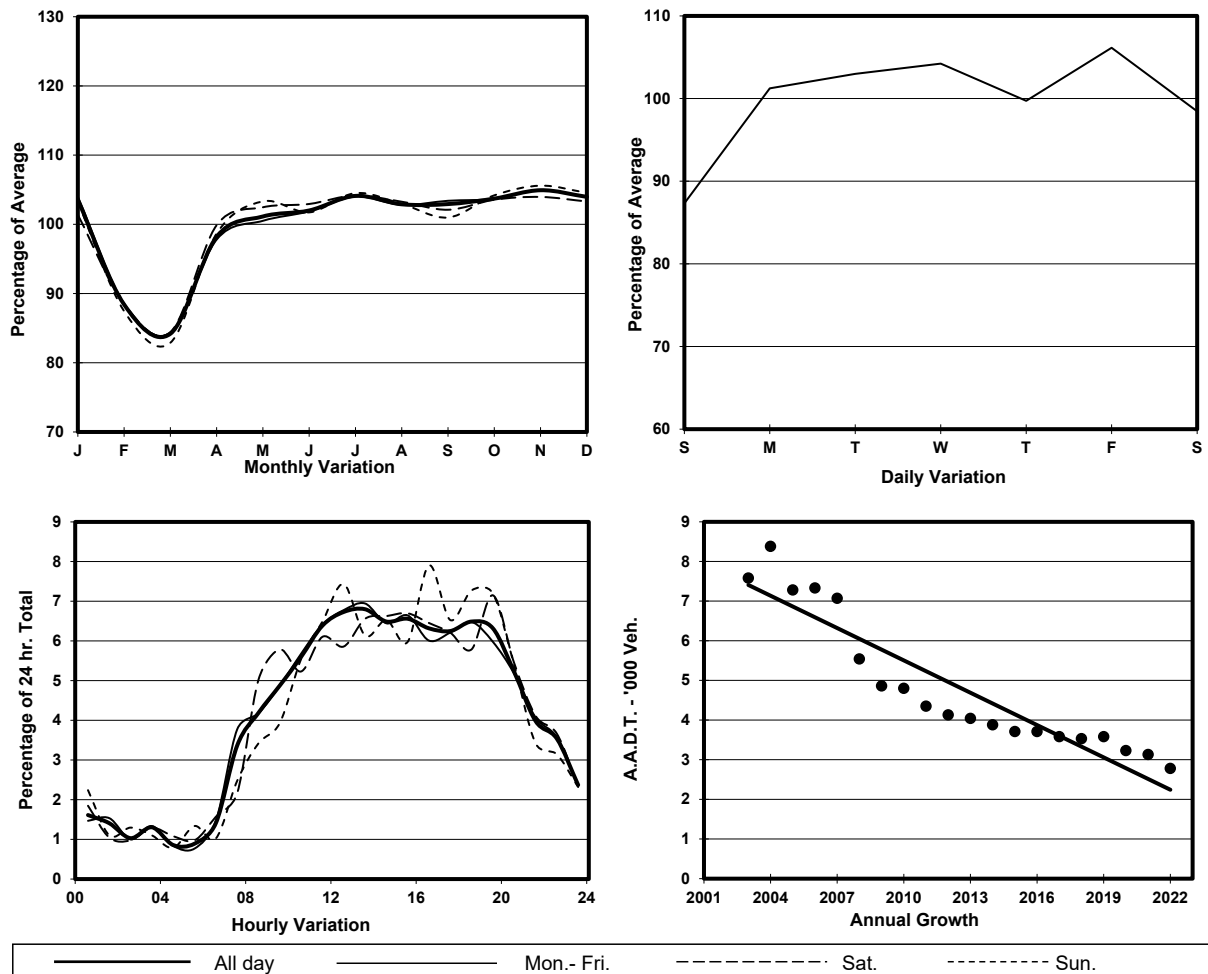 130
120
110
100
90
80
70
Percentage of Average
J F M A M J J A S O N D
Monthly Variation
110
100
90
80
70
60
Percentage of Average
S M T W T F S
Daily Variation
9
8
7
6
5
4
3
2
1
0
Percentage of 24 hr. Total
00 04 08 12 16 20 24
Hourly Variation
9
8
7
6
5
4
3
2
1
0
A.A.D.T. - '000 Veh.
2001 2004 2007 2010 2013 2016 2019 2022
Annual Growth
All day Mon.- Fri. Sat. Sun.